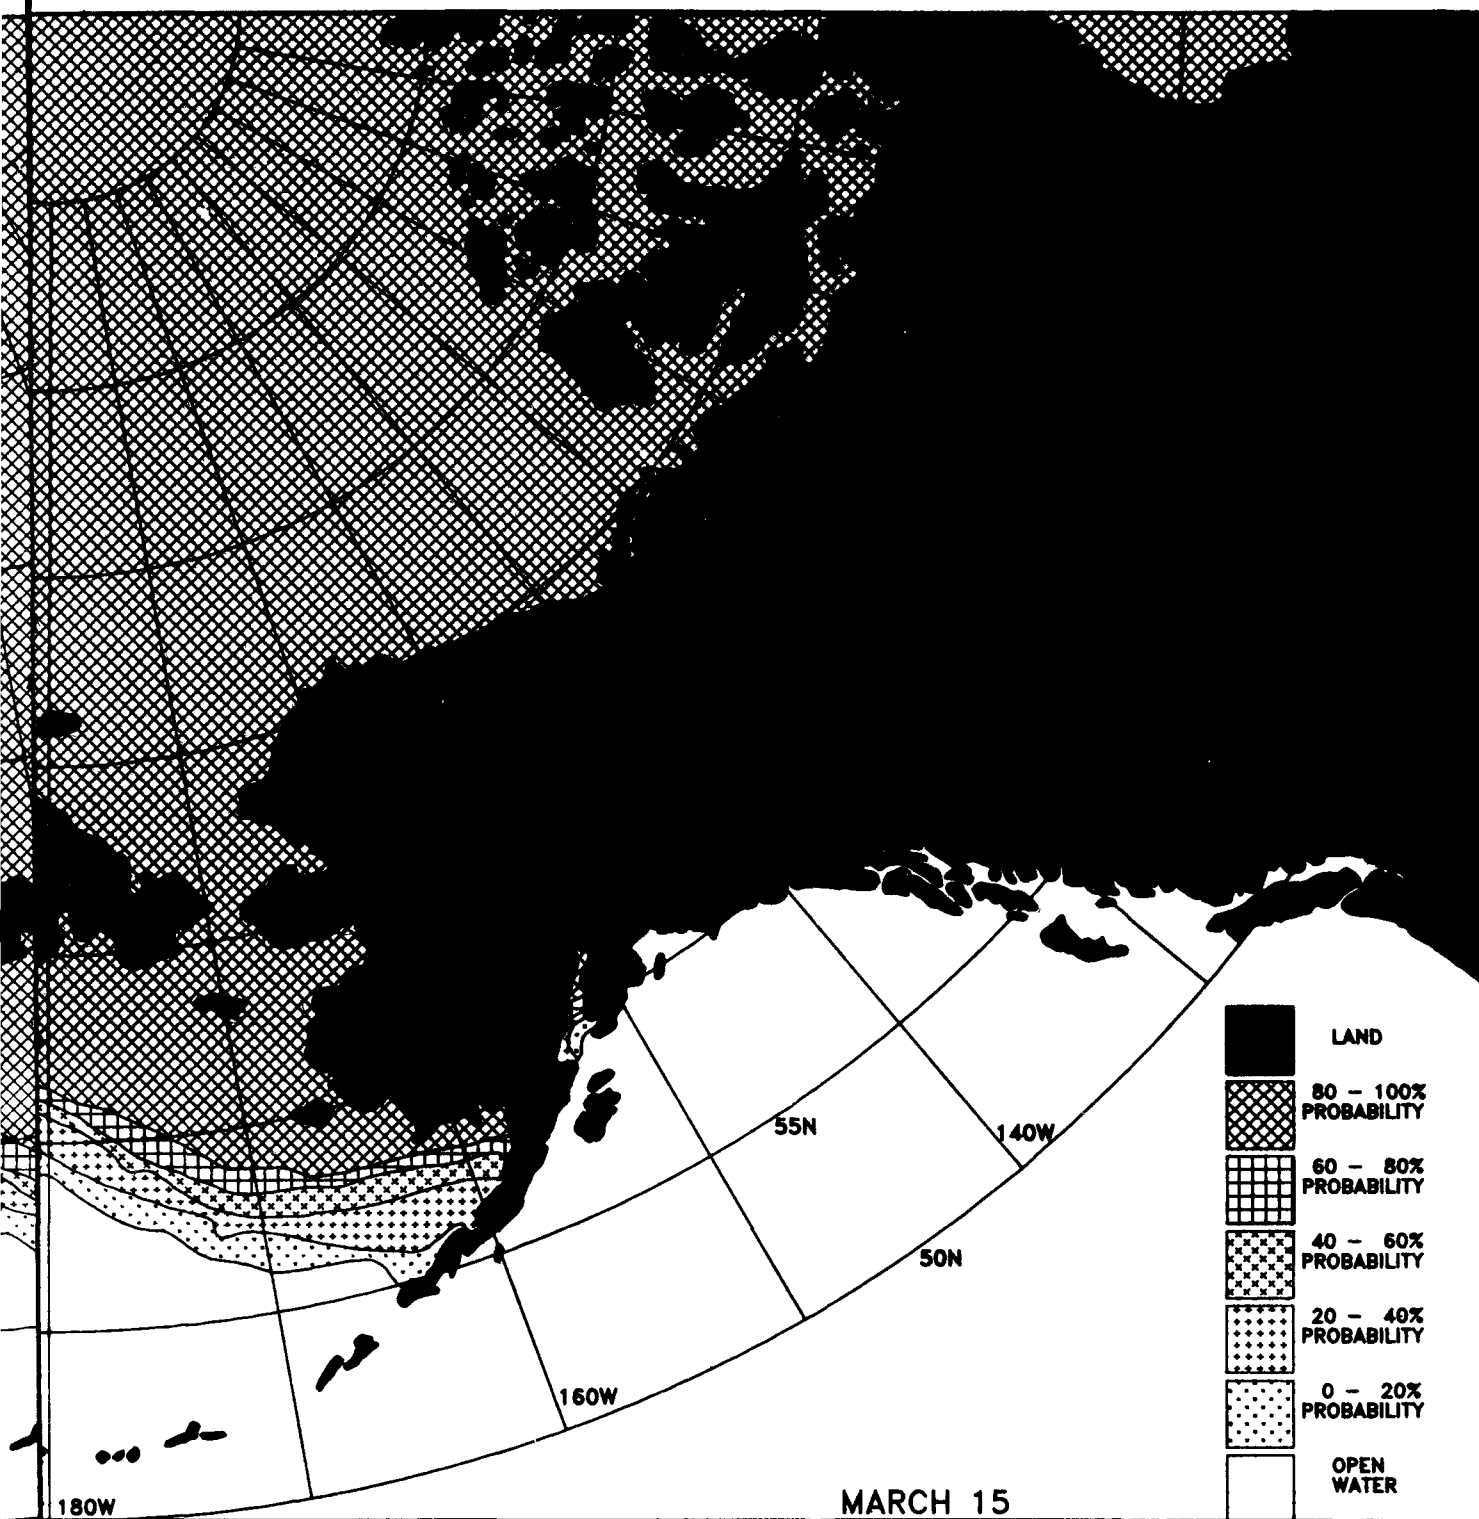 LAND
80 - 100%
PROBABILITY
60 - 80%
PROBABILITY
55N
140W
40 - 60%
PROBABILITY
50N
20 - 40%
PROBABILITY
160W
0 - 20%
PROBABILITY
OPEN
WATER
180W
MARCH 15